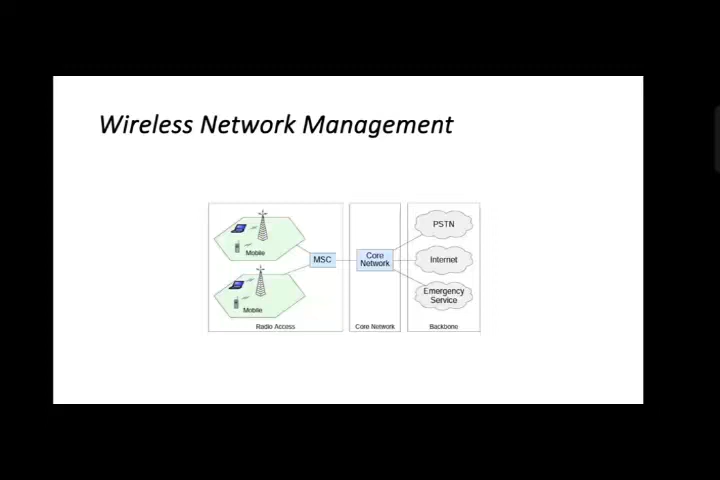 Wireless Network Management
Mobile
Mobile
MSC
Radio Access
Core
Network
Core Network
PSTN
Internet
Emergency
Service
Backbone